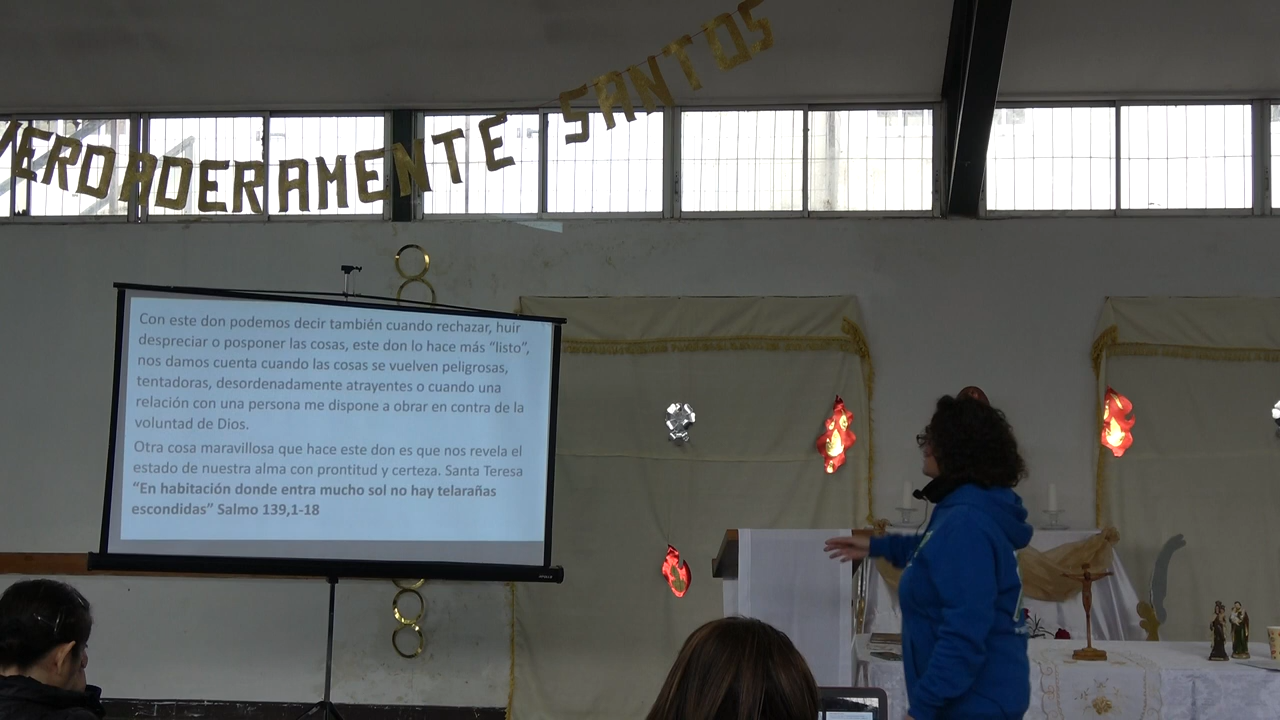 VERDADERAMENTE SANTOS
Con este don podemos decir también cuando rechazar, huir
despreciar o posponer las cosas, este don lo hace más “listo”,
nos damos cuenta cuando las cosas se vuelven peligrosas,
tentadoras, desordenadamente atrayentes o cuando una
relación con una persona me dispone a obrar en contra de la
voluntad de Dios.
Otra cosa maravillosa que hace este don es que nos revela el
estado de nuestra alma con prontitud y certeza. Santa Teresa
“En habitación donde entra mucho sol no hay telarañas
escondidas” Salmo 139,1-18